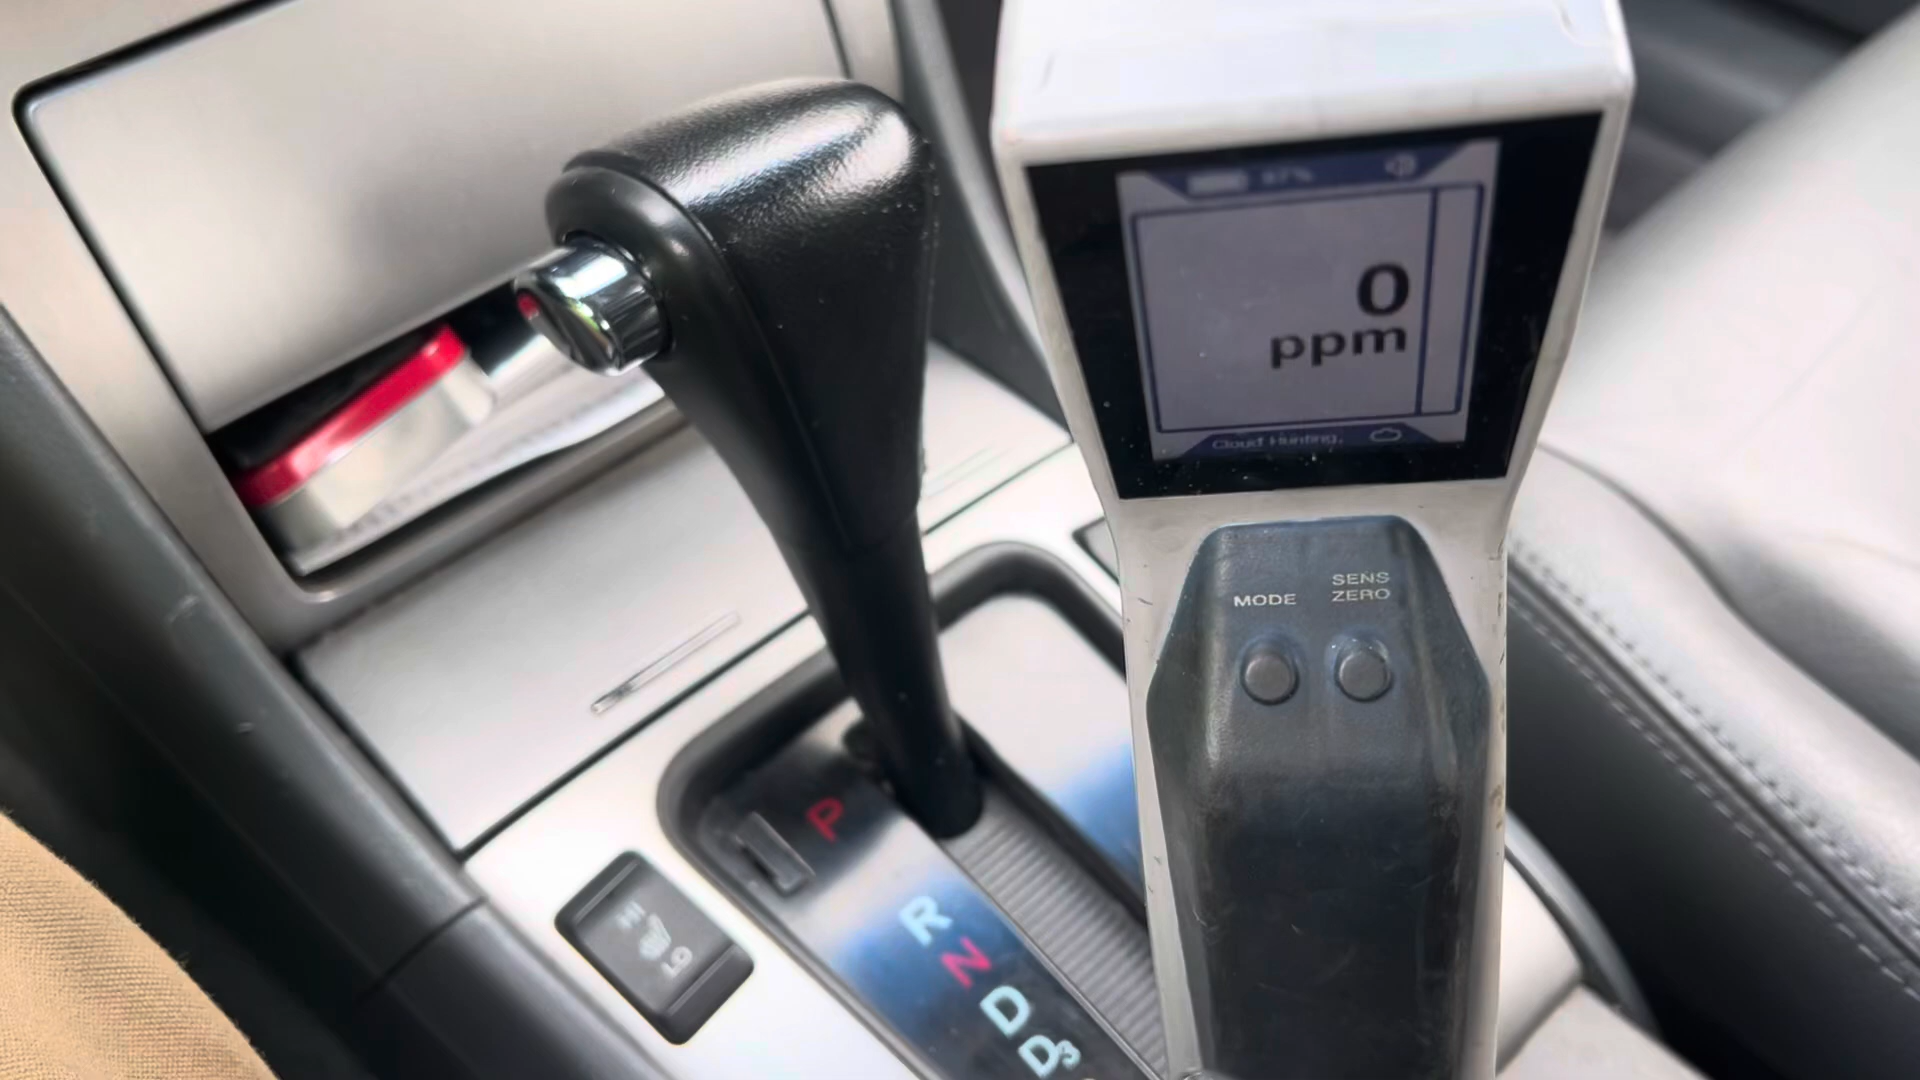 0
ppm
Cloud Hunting,
MODE
SENS
ZERO
P
R
N
D
D3
HI
LO